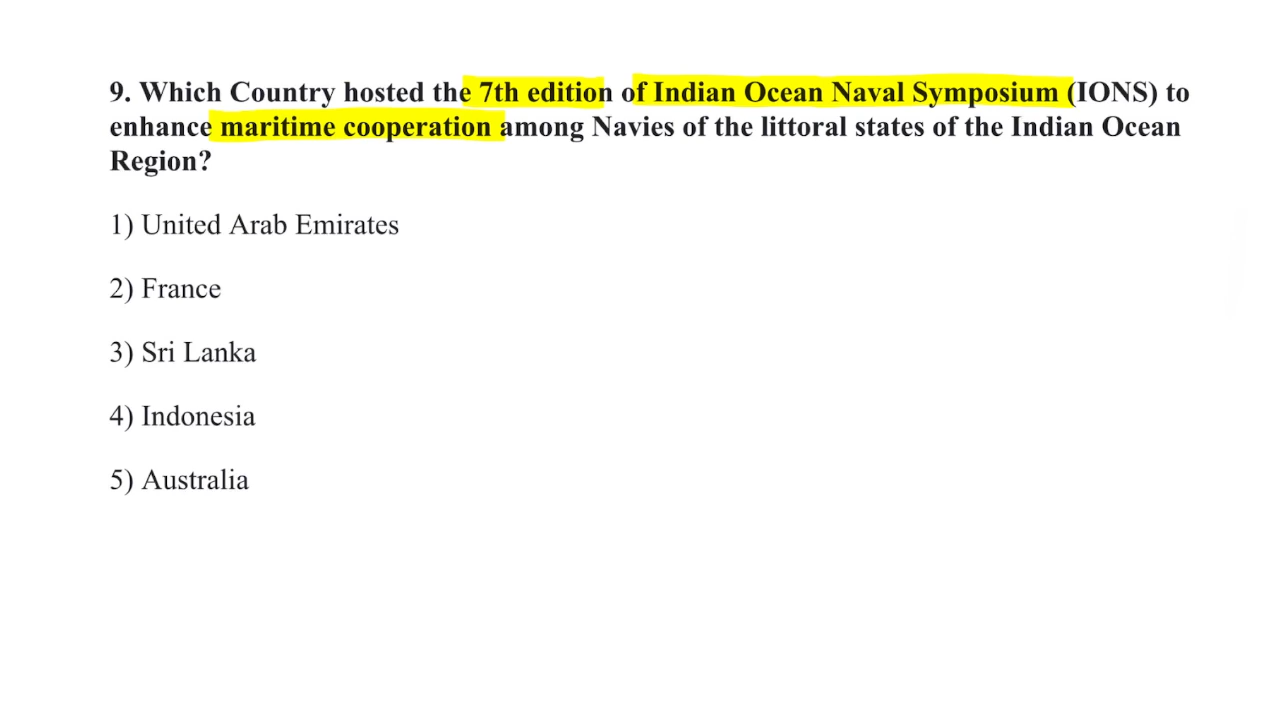 9. Which Country hosted the 7th edition of Indian Ocean Naval Symposium (IONS) to
enhance maritime cooperation among Navies of the littoral states of the Indian Ocean
Region?
1) United Arab Emirates
2) France
3) Sri Lanka
4) Indonesia
5) Australia